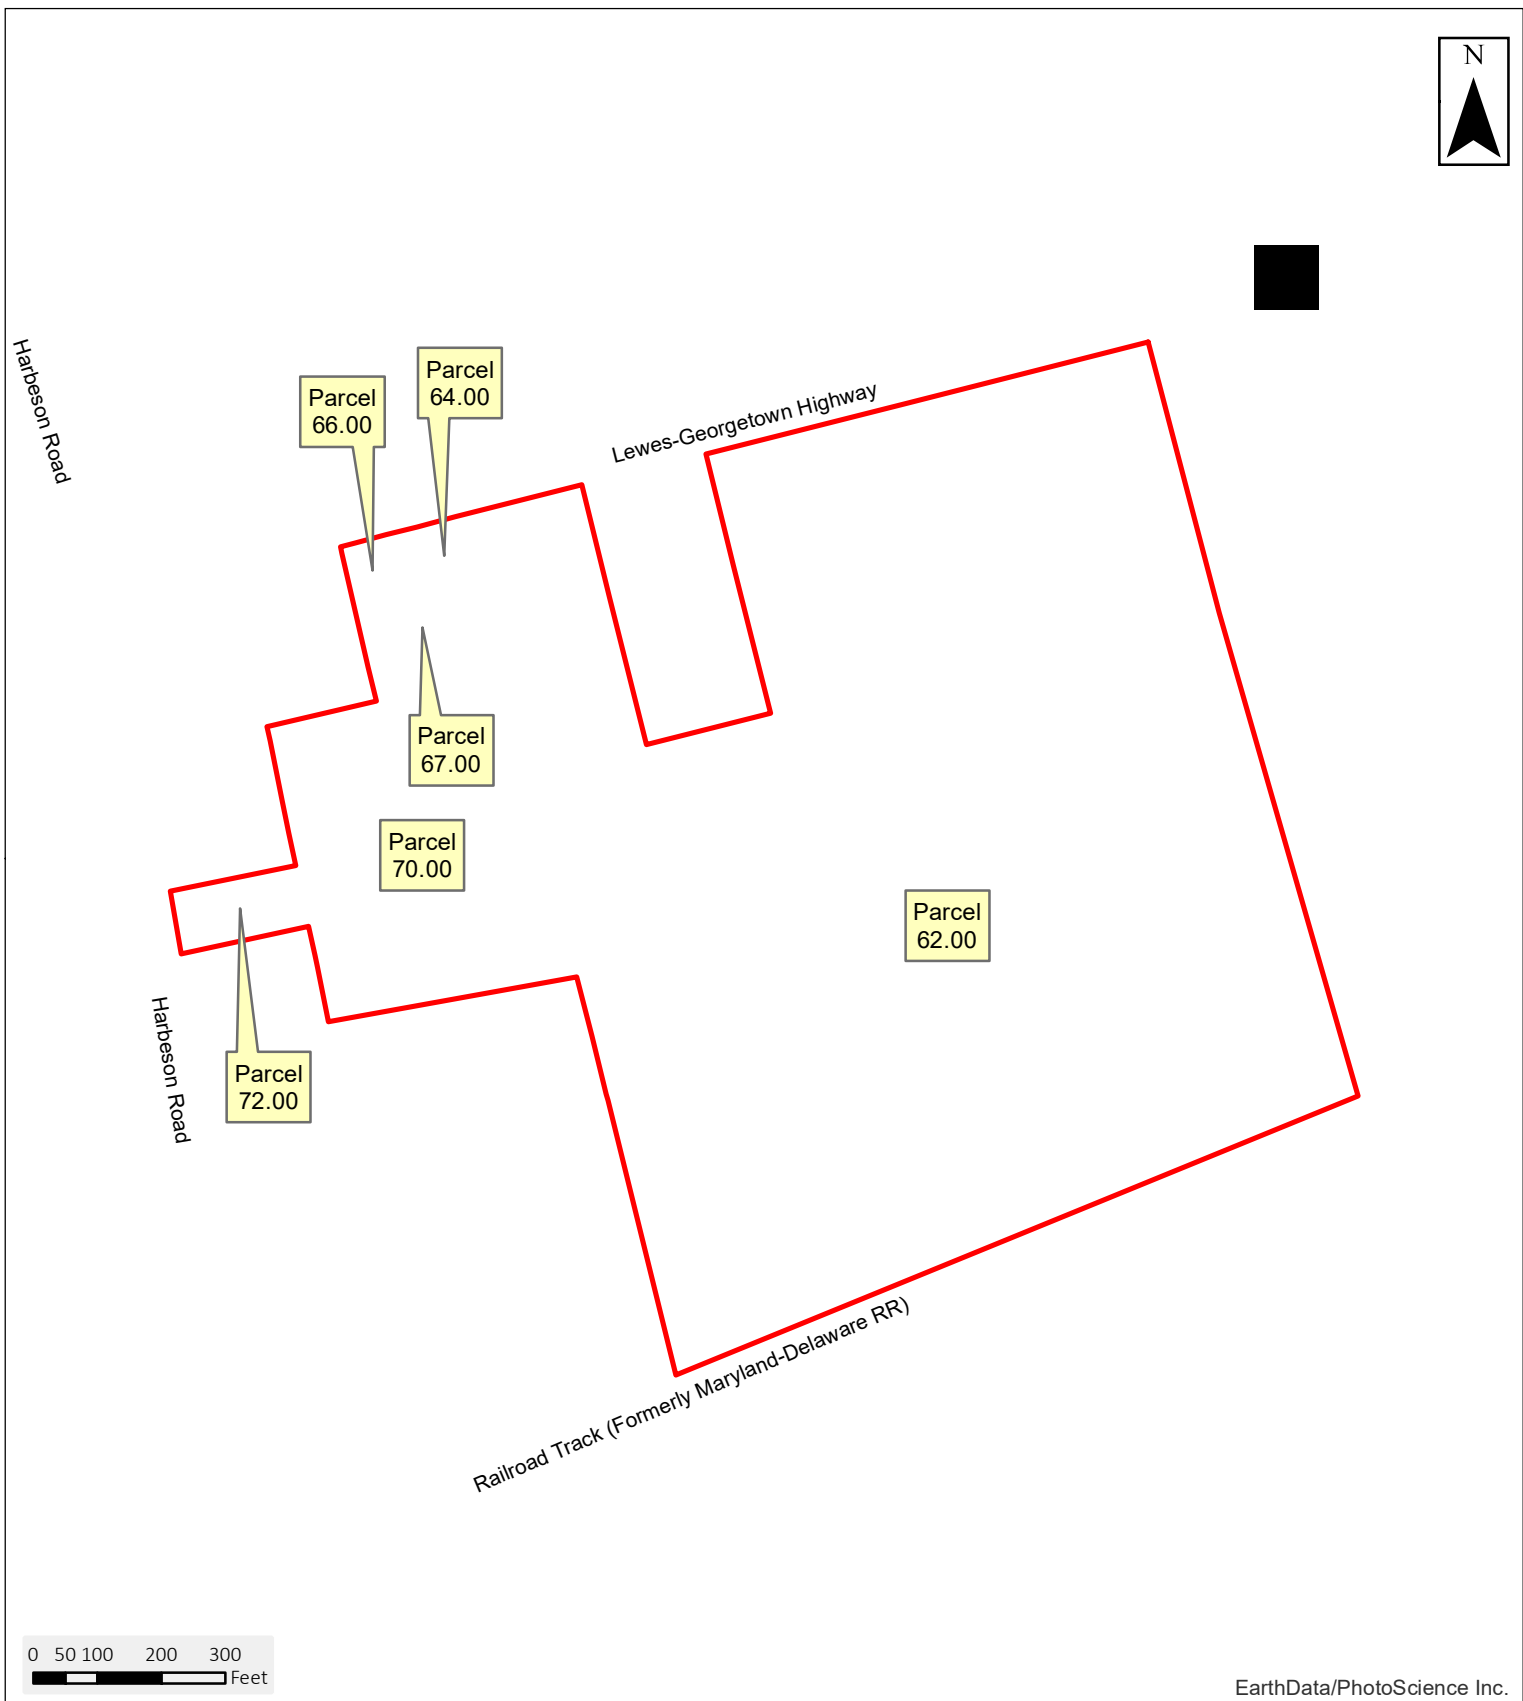 N
Harbeson Road
Parcel
66.00
Parcel
64.00
Lewes-Georgetown Highway
Parcel
67.00
Parcel
70.00
Parcel
62.00
Harbeson Road
Parcel
72.00
Railroad Track (Formerly Maryland-Delaware RR)
0 50 100 200 300
Feet
EarthData/PhotoScience Inc.